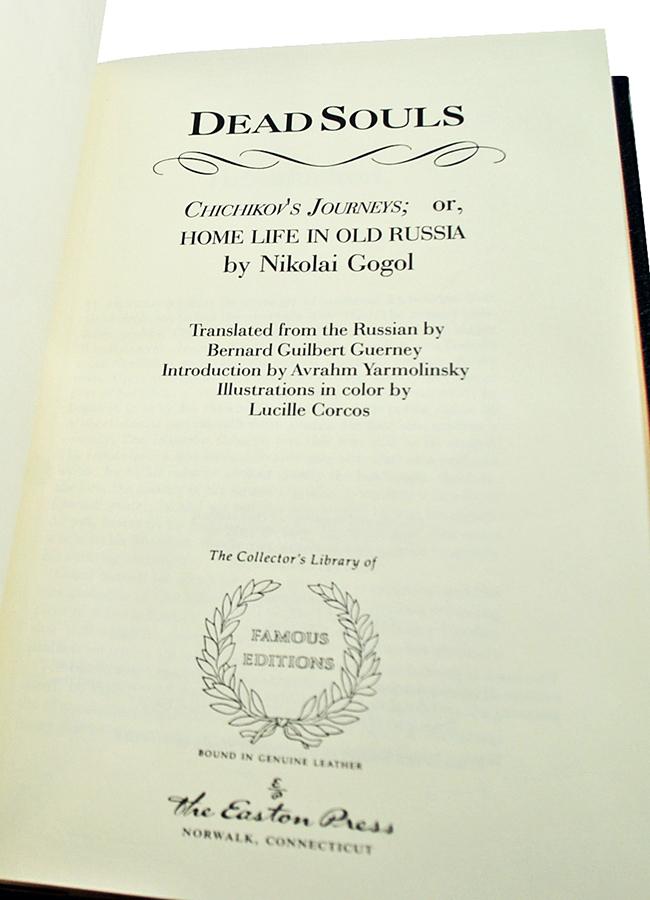 DEAD SOULS
CHICHIKOV'S JOURNEYS; or,
HOME LIFE IN OLD RUSSIA
by Nikolai Gogol
Translated from the Russian by
Bernard Guilbert Guerney
Introduction by Avrahm Yarmolinsky
Illustrations in color by
Lucille Corcos
The Collector's Library of
FAMOUS
EDITIONS
BOUND IN GENUINE LEATHER
The Easton Press
NORWALK, CONNECTICUT